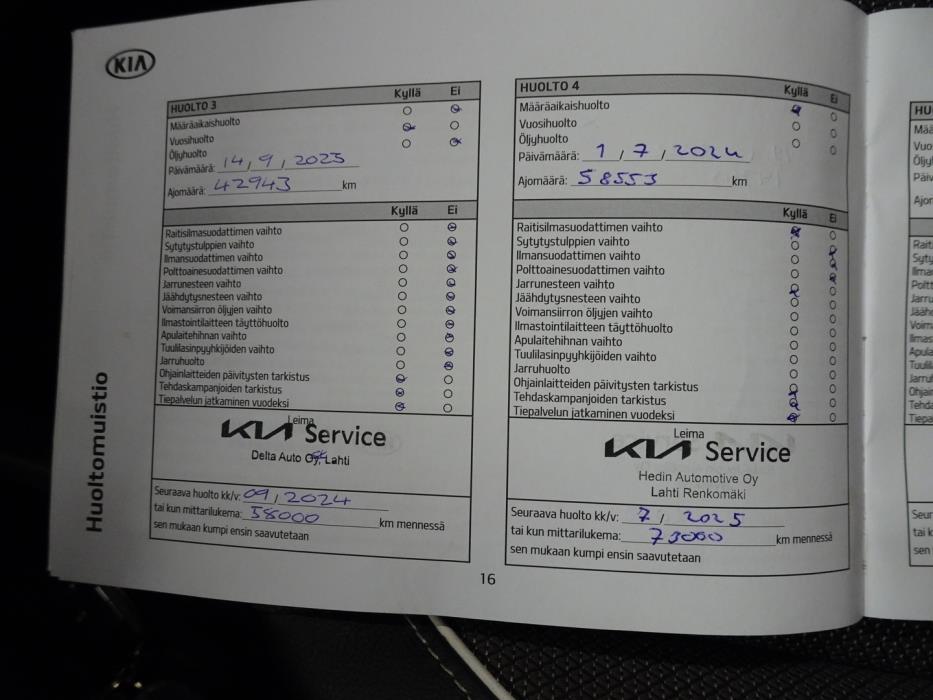 KIA
HUOLTO 3 Kyllä Ei
Määräaikaishuolto
Vuosihuolto
Öljyhuolto
Päivämäärä: 14, 9, 2023
Ajomäärä: 42943 km
Kyllä Ei
Raitisilmasuodattimen vaihto
Sytytystulppien vaihto
Ilmansuodattimen vaihto
Polttoainesuodattimen vaihto
Jarrunesteen vaihto
Jäähdytysnesteen vaihto
Voimansiirron öljyjen vaihto
Ilmastointilaitteen täyttöhuolto
Apulaitehihnan vaihto
Tuulilasinpyyhkijöiden vaihto
Jarruhuolto
Ohjainlaitteiden päivitysten tarkistus
Tehdaskampanjoiden tarkistus
Tiepalvelun jatkaminen vuodeksi
Leima
KIA Service
Delta Auto Oy, Lahti
Seuraava huolto kk/v: 09, 2024
tai kun mittarilukema: 58000 km mennessä
sen mukaan kumpi ensin saavutetaan
HUOLTO 4 Kyllä Ei
Määräaikaishuolto
Vuosihuolto
Öljyhuolto
Päivämäärä: 1, 7, 2024
Ajomäärä: 58553 km
Kyllä Ei
Raitisilmasuodattimen vaihto
Sytytystulppien vaihto
Ilmansuodattimen vaihto
Polttoainesuodattimen vaihto
Jarrunesteen vaihto
Jäähdytysnesteen vaihto
Voimansiirron öljyjen vaihto
Ilmastointilaitteen täyttöhuolto
Apulaitehihnan vaihto
Tuulilasinpyyhkijöiden vaihto
Jarruhuolto
Ohjainlaitteiden päivitysten tarkistus
Tehdaskampanjoiden tarkistus
Tiepalvelun jatkaminen vuodeksi
Leima
KIA Service
Hedin Automotive Oy
Lahti Renkomäki
Seuraava huolto kk/v: 7, 2025
tai kun mittarilukema: 73000 km mennessä
sen mukaan kumpi ensin saavutetaan
Huoltomuistio
16